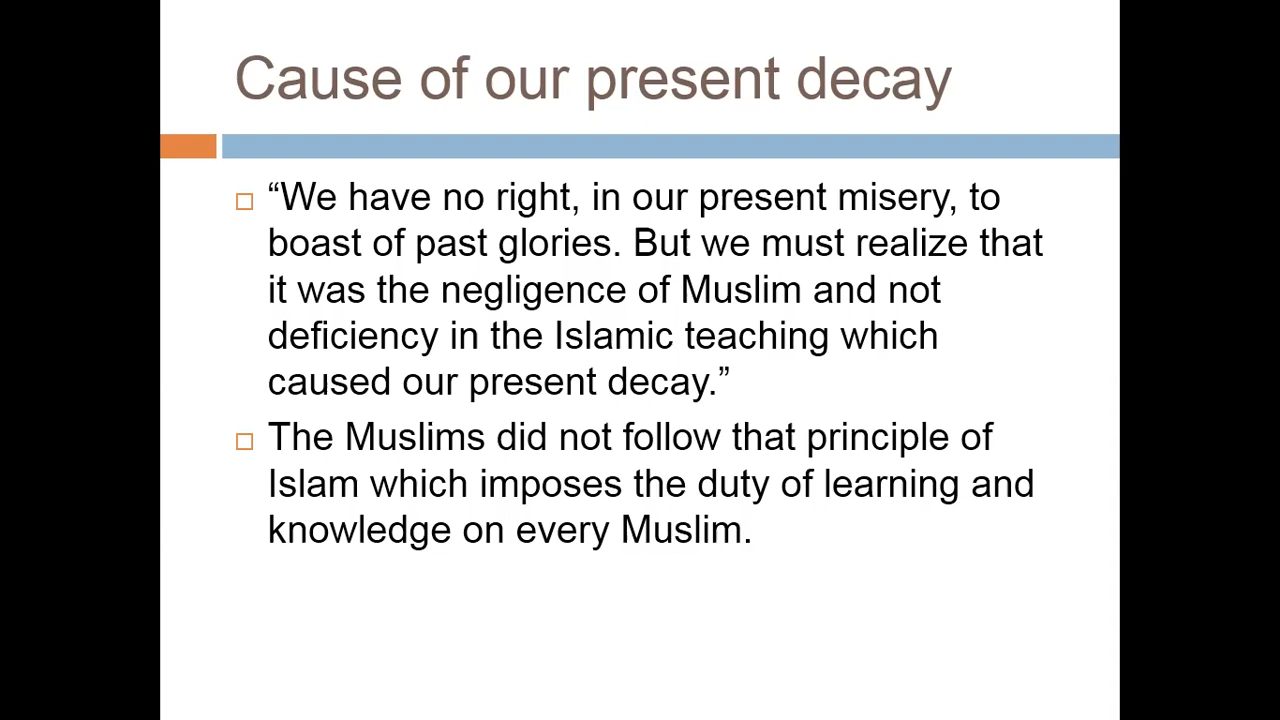 Cause of our present decay
“We have no right, in our present misery, to
boast of past glories. But we must realize that
it was the negligence of Muslim and not
deficiency in the Islamic teaching which
caused our present decay.”
The Muslims did not follow that principle of
Islam which imposes the duty of learning and
knowledge on every Muslim.